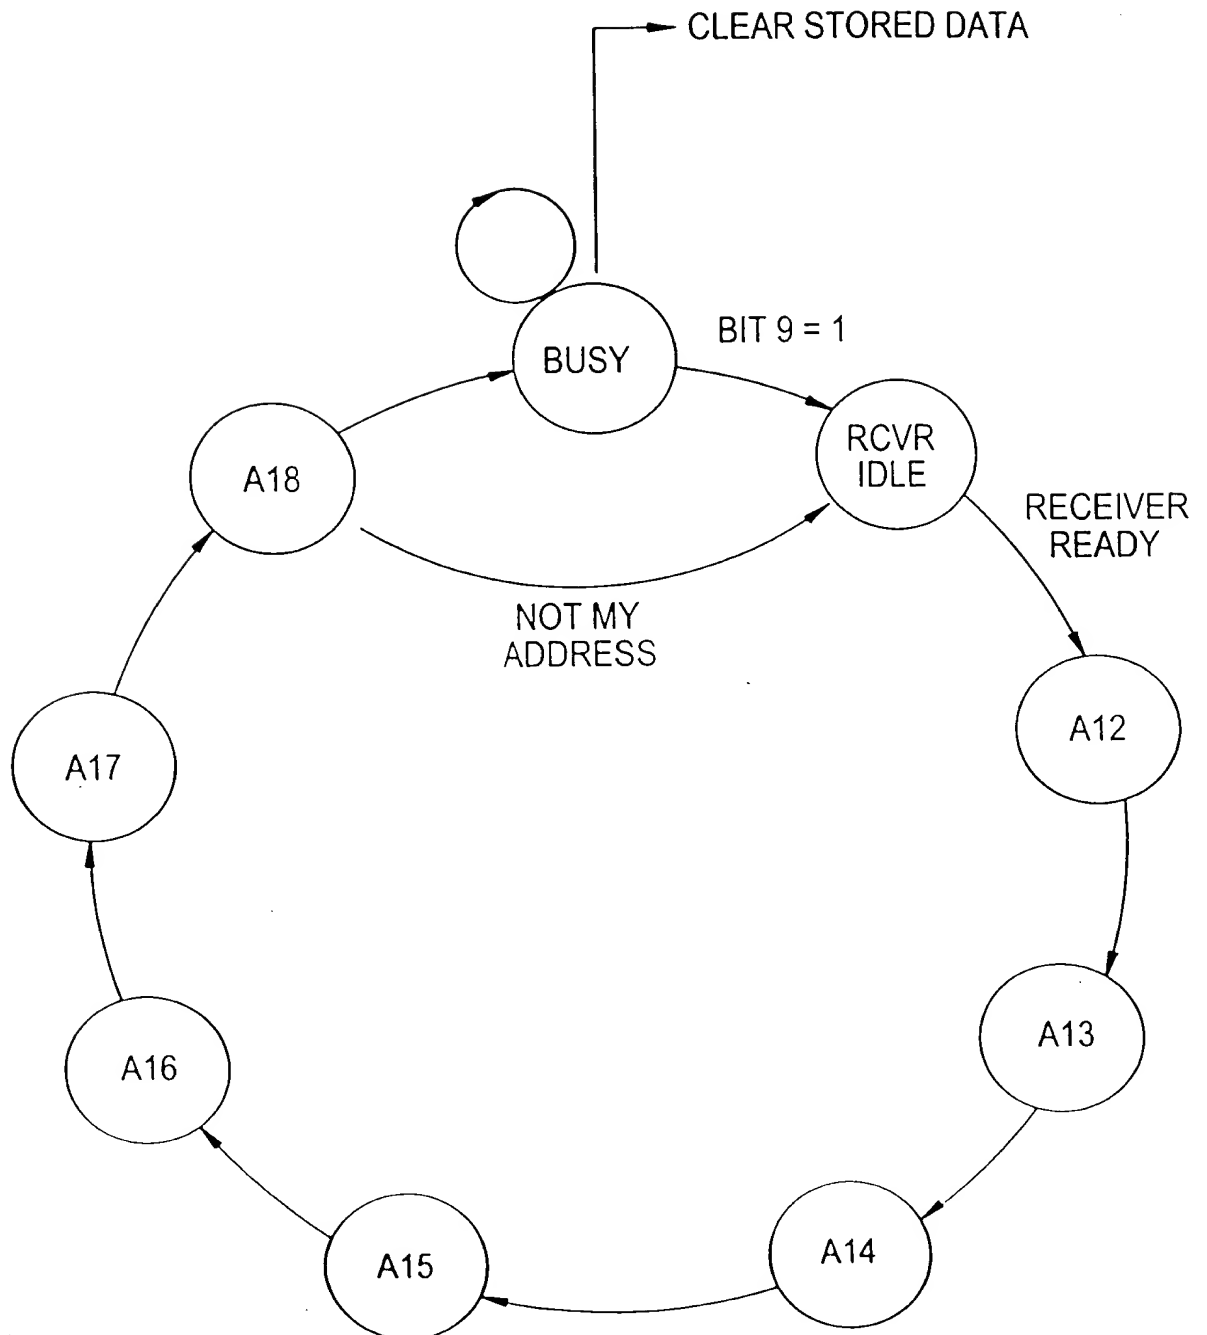 CLEAR STORED DATA
BIT 9 = 1
BUSY
RCVR
IDLE
A18
RECEIVER
READY
NOT MY
ADDRESS
A12
A17
A13
A16
A14
A15